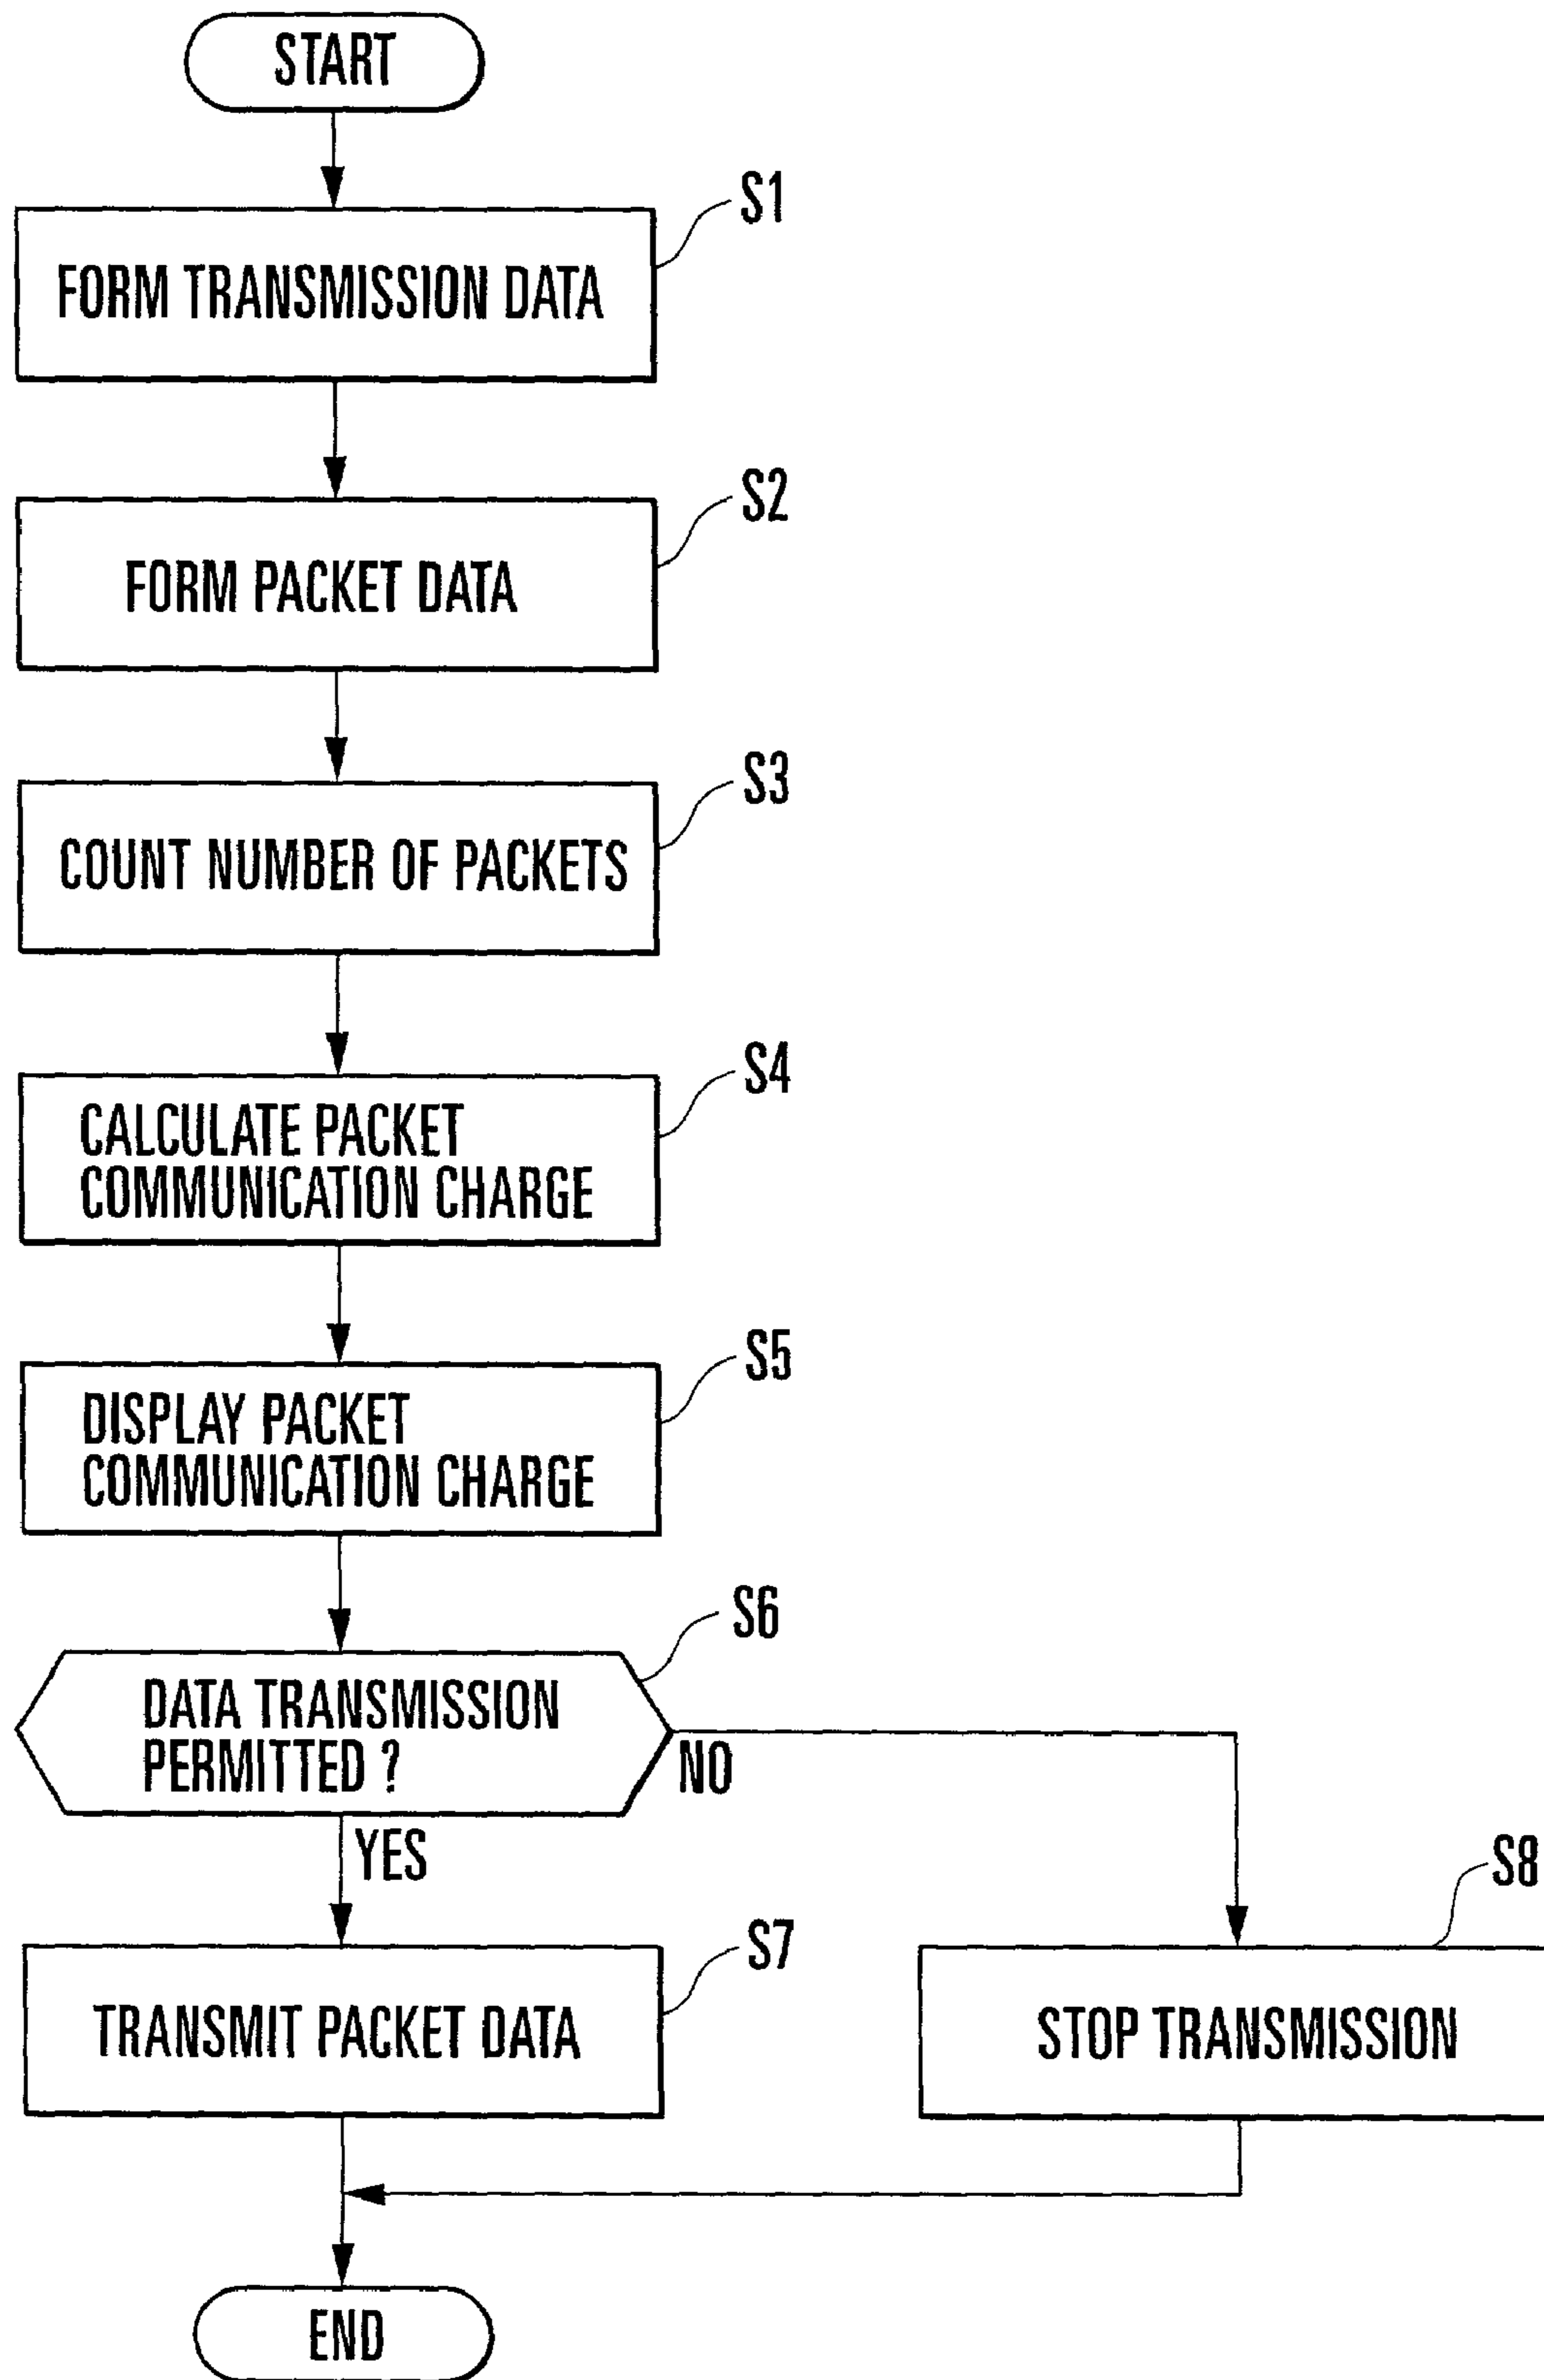 START
S1
FORM TRANSMISSION DATA
S2
FORM PACKET DATA
S3
COUNT NUMBER OF PACKETS
S4
CALCULATE PACKET
COMMUNICATION CHARGE
S5
DISPLAY PACKET
COMMUNICATION CHARGE
S6
DATA TRANSMISSION
PERMITTED ?
NO
YES
S7
TRANSMIT PACKET DATA
S8
STOP TRANSMISSION
END